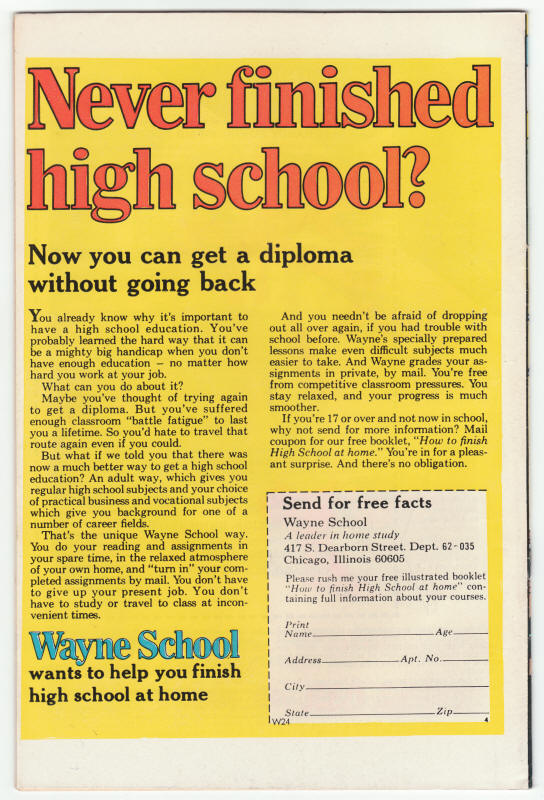 Never finished
high school?
Now you can get a diploma
without going back
You already know why it's important to
have a high school education. You've
probably learned the hard way that it can
be a mighty big handicap when you don't
have enough education – no matter how
hard you work at your job.
What can you do about it?
Maybe you've thought of trying again
to get a diploma. But you've suffered
enough classroom "battle fatigue" to last
you a lifetime. So you'd hate to travel that
route again even if you could.
But what if we told you that there was
now a much better way to get a high school
education? An adult way, which gives you
regular high school subjects and your choice
of practical business and vocational subjects
which give you background for one of a
number of career fields.
That's the unique Wayne School way.
You do your reading and assignments in
your spare time, in the relaxed atmosphere
of your own home, and "turn in" your com-
pleted assignments by mail. You don't have
to give up your present job. You don't
have to study or travel to class at incon-
venient times.
Wayne School
wants to help you finish
high school at home
And you needn't be afraid of dropping
out all over again, if you had trouble with
school before. Wayne's specially prepared
lessons make even difficult subjects much
easier to take. And Wayne grades your as-
signments in private, by mail. You're free
from competitive classroom pressures. You
stay relaxed, and your progress is much
smoother.
If you're 17 or over and not now in school,
why not send for more information? Mail
coupon for our free booklet, "How to finish
High School at home." You're in for a pleas-
ant surprise. And there's no obligation.
Send for free facts
Wayne School
A leader in home study
417 S. Dearborn Street. Dept. 62-035
Chicago, Illinois 60605
Please rush me your free illustrated booklet
"How to finish High School at home" con-
taining full information about your courses.
Print
Name Age
Address Apt. No.
City
State Zip
W24 4